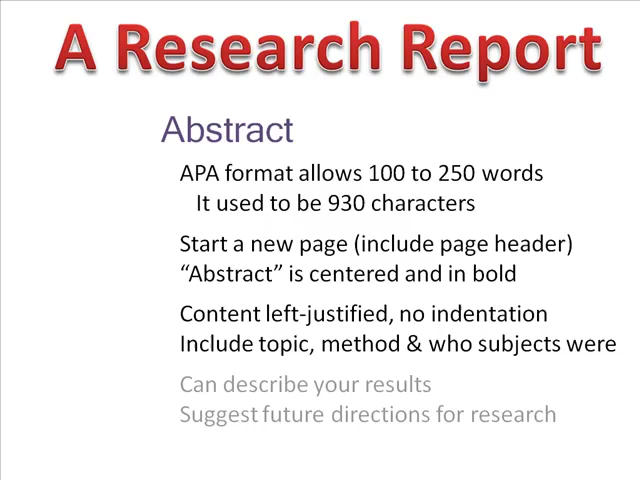 A Research Report
Abstract
APA format allows 100 to 250 words
It used to be 930 characters
Start a new page (include page header)
“Abstract” is centered and in bold
Content left-justified, no indentation
Include topic, method & who subjects were
Can describe your results
Suggest future directions for research